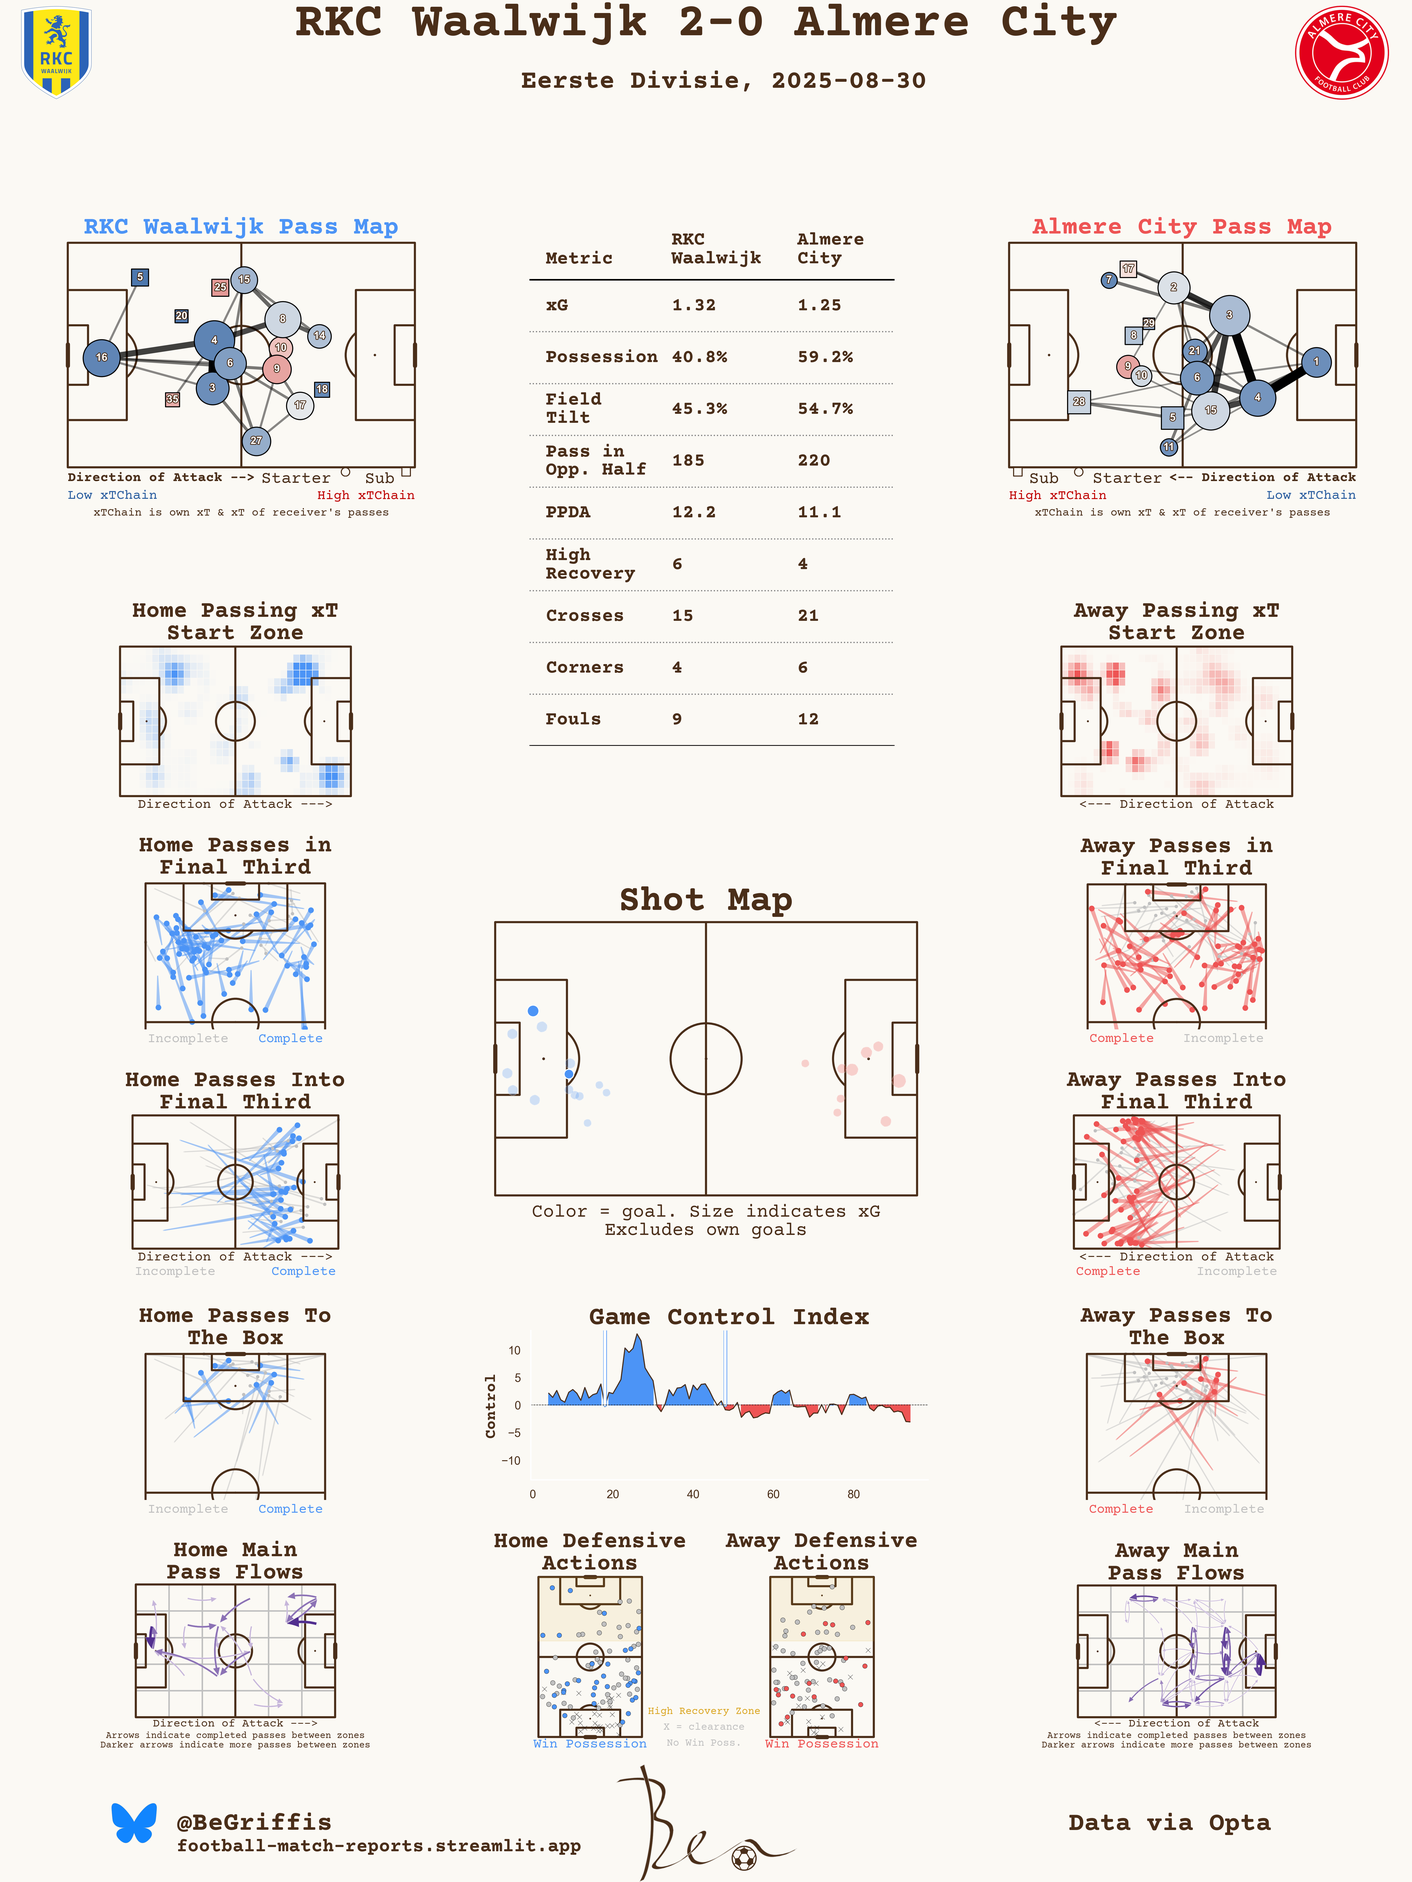 RKC Waalwijk 2-0 Almere City
Eerste Divisie, 2025-08-30
RKC
WAALWIJK
ALMERE CITY
FOOTBALL CLUB
RKC Waalwijk Pass Map
5
25
15
20
8
14
4
10
16
6
9
3
18
35
17
27
Direction of Attack --> Starter Sub
Low xTChain High xTChain
xTChain is own xT & xT of receiver's passes
Metric RKC Waalwijk Almere City
xG 1.32 1.25
Possession 40.8% 59.2%
Field Tilt 45.3% 54.7%
Pass in Opp. Half 185 220
PPDA 12.2 11.1
High Recovery 6 4
Crosses 15 21
Corners 4 6
Fouls 9 12
Almere City Pass Map
17
7
2
3
29
8
21
9
10
1
6
28
4
15
5
11
Sub Starter <-- Direction of Attack
High xTChain Low xTChain
xTChain is own xT & xT of receiver's passes
Home Passing xT
Start Zone
Direction of Attack --->
Away Passing xT
Start Zone
<--- Direction of Attack
Home Passes in
Final Third
Incomplete Complete
Away Passes in
Final Third
Complete Incomplete
Shot Map
Color = goal. Size indicates xG
Excludes own goals
Home Passes Into
Final Third
Direction of Attack --->
Incomplete Complete
Away Passes Into
Final Third
<--- Direction of Attack
Complete Incomplete
Home Passes To
The Box
Incomplete Complete
Game Control Index
Control
10
5
0
−5
−10
0 20 40 60 80
Away Passes To
The Box
Complete Incomplete
Home Main
Pass Flows
Direction of Attack --->
Arrows indicate completed passes between zones
Darker arrows indicate more passes between zones
Home Defensive
Actions
Win Possession
High Recovery Zone
X = clearance
No Win Poss.
Away Defensive
Actions
Win Possession
Away Main
Pass Flows
<--- Direction of Attack
Arrows indicate completed passes between zones
Darker arrows indicate more passes between zones
@BeGriffis
football-match-reports.streamlit.app
Ben
Data via Opta